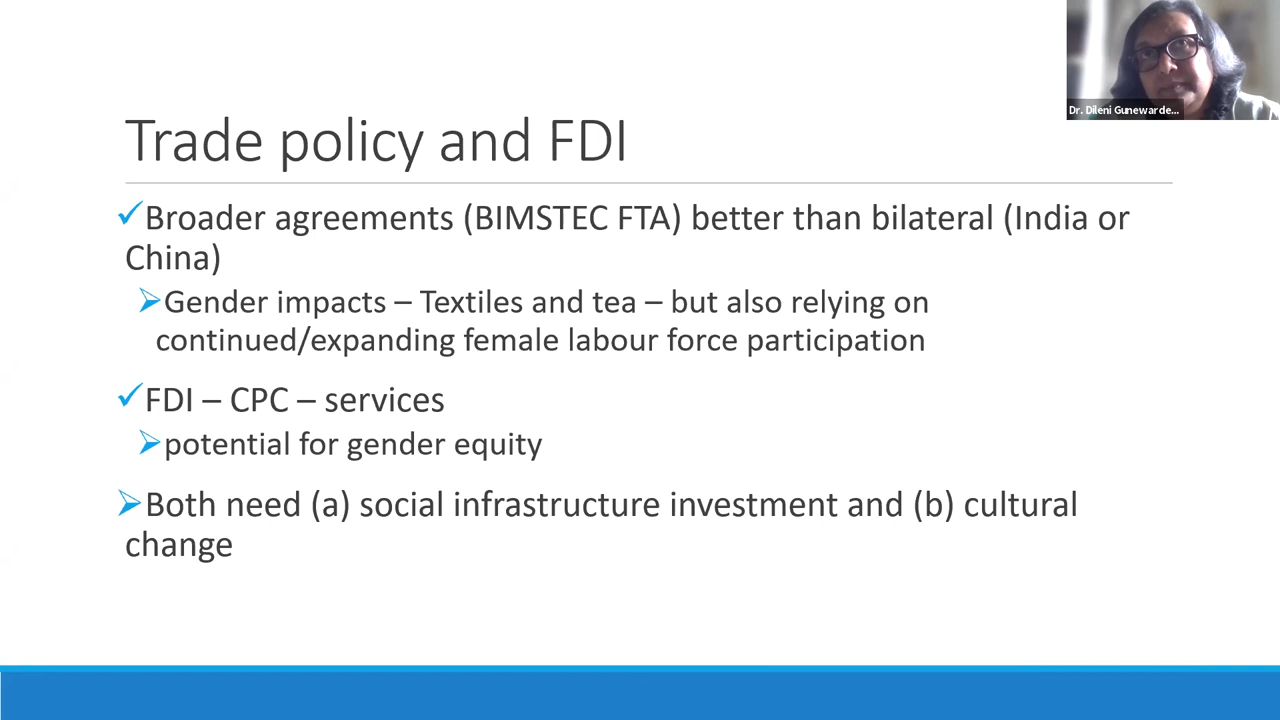 Dr. Dileni Gunewarde...
Trade policy and FDI
Broader agreements (BIMSTEC FTA) better than bilateral (India or
China)
Gender impacts – Textiles and tea – but also relying on
continued/expanding female labour force participation
FDI – CPC – services
potential for gender equity
Both need (a) social infrastructure investment and (b) cultural
change